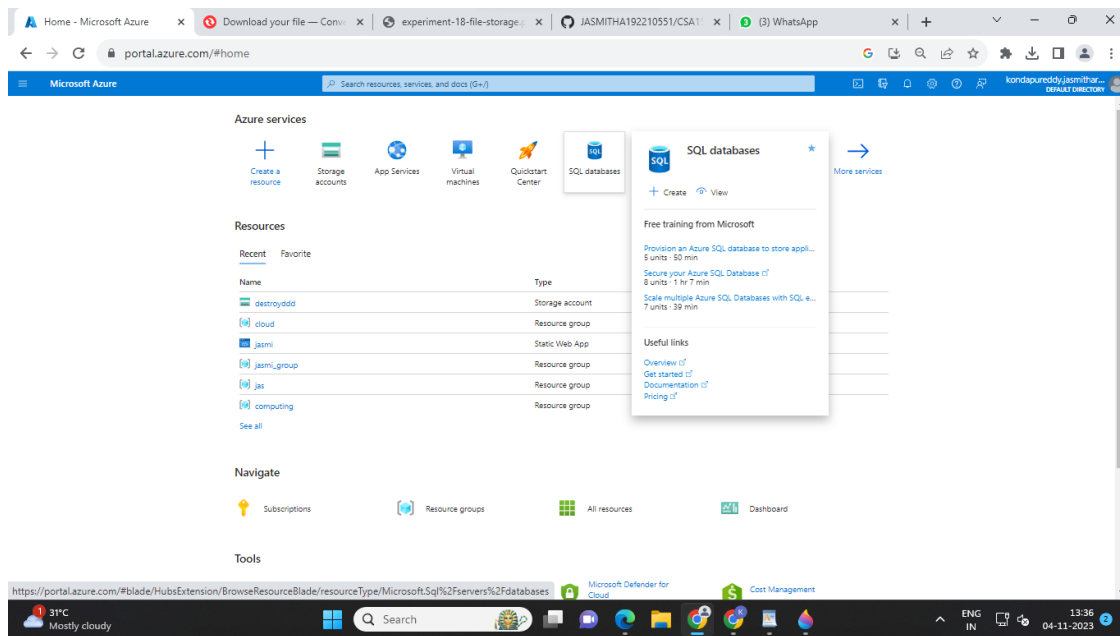 Home - Microsoft Azure
Download your file — Conve
experiment-18-file-storage.p
JASMITHA192210551/CSA15
(3) WhatsApp
portal.azure.com/#home
Microsoft Azure
Search resources, services, and docs (G+/)
kondapureddy.jasmithar...
DEFAULT DIRECTORY
Azure services
Create a resource
Storage accounts
App Services
Virtual machines
Quickstart Center
SQL databases
More services
SQL
SQL databases
Create
View
Free training from Microsoft
Provision an Azure SQL database to store appli...
5 units · 50 min
Secure your Azure SQL Database
8 units · 1 hr 7 min
Scale multiple Azure SQL Databases with SQL e...
7 units · 39 min
Useful links
Overview
Get started
Documentation
Pricing
Resources
Recent Favorite
Name Type
destroyddd Storage account
cloud Resource group
jasmi Static Web App
jasmi_group Resource group
jas Resource group
computing Resource group
See all
Navigate
Subscriptions
Resource groups
All resources
Dashboard
Tools
Microsoft Defender for
Cloud
Cost Management
https://portal.azure.com/#blade/HubsExtension/BrowseResourceBlade/resourceType/Microsoft.Sql%2Fservers%2Fdatabases
1
31°C
Mostly cloudy
Search
ENG
IN
13:36
04-11-2023
2